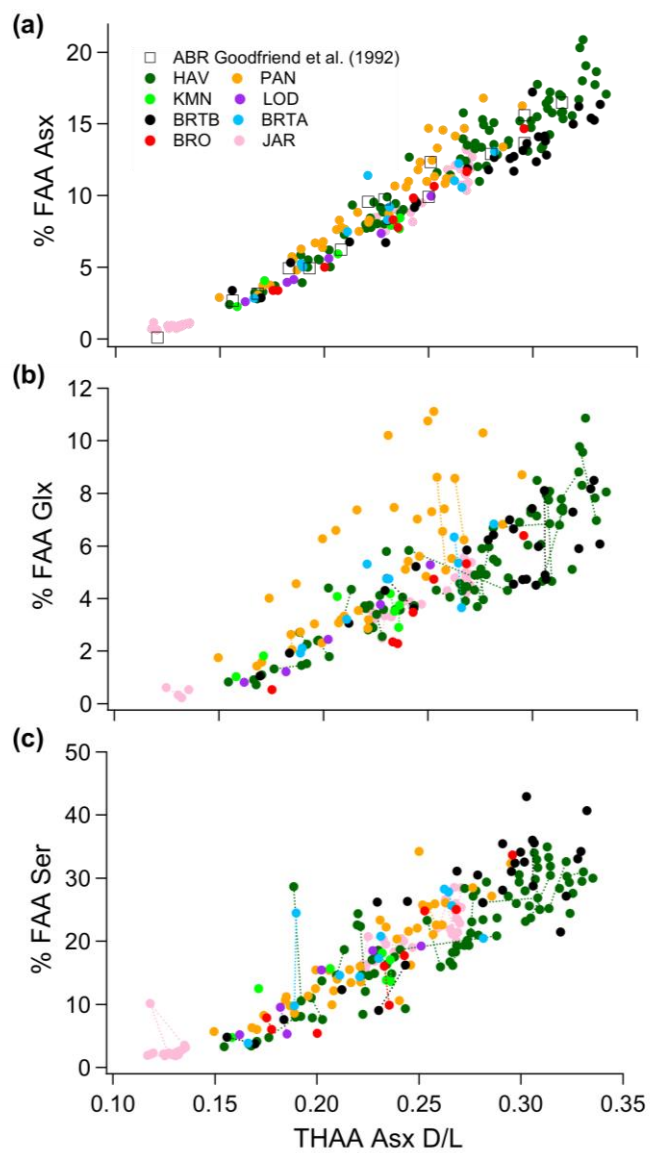 (a)
% FAA Asx
20
15
10
5
0
ABR Goodfriend et al. (1992)
HAV PAN
KMN LOD
BRTB BRTA
BRO JAR
(b)
% FAA Glx
12
10
8
6
4
2
0
(c)
% FAA Ser
50
40
30
20
10
0
0.10 0.15 0.20 0.25 0.30 0.35
THAA Asx D/L